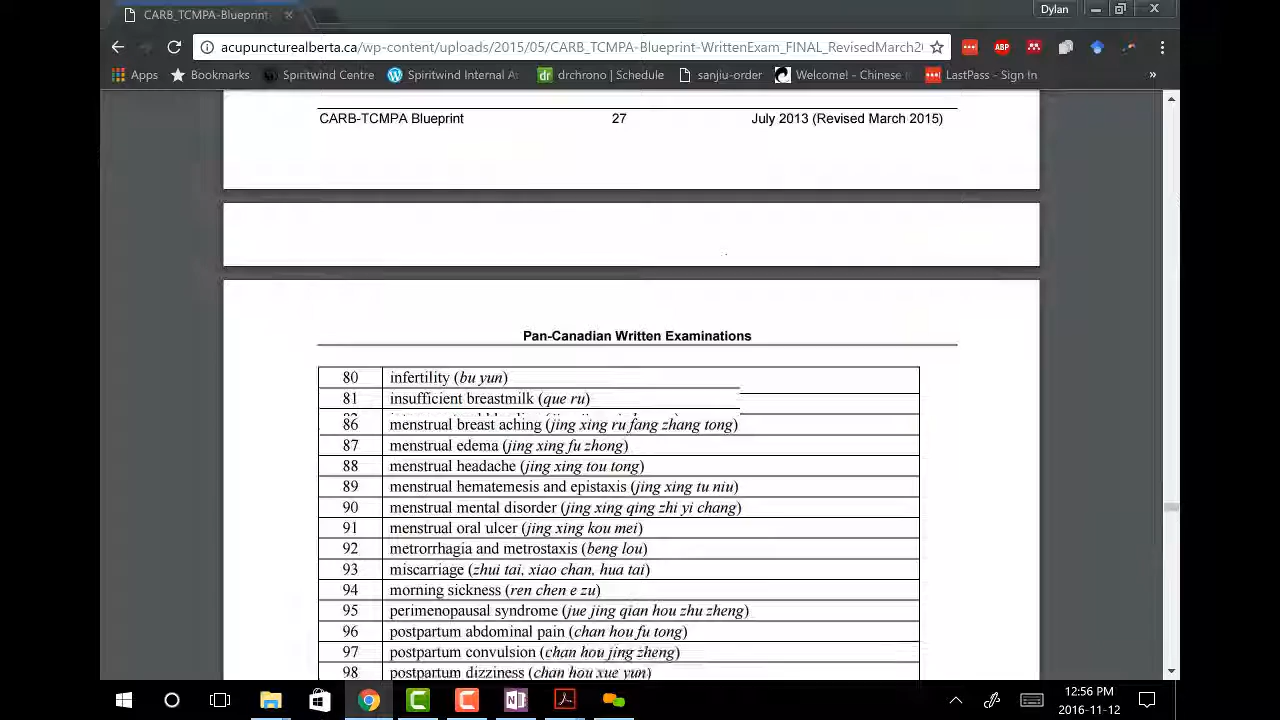 CARB_TCMPA-Blueprint
Dylan
acupuncturealberta.ca/wp-content/uploads/2015/05/CARB_TCMPA-Blueprint-WrittenExam_FINAL_RevisedMarch2
ABP
Apps Bookmarks Spiritwind Centre Spiritwind Internal A drchrono | Schedule sanjiu-order Welcome! – Chinese LastPass - Sign In »
CARB-TCMPA Blueprint 27 July 2013 (Revised March 2015)
Pan-Canadian Written Examinations
80 infertility (bu yun)
81 insufficient breastmilk (que ru)
86 menstrual breast aching (jing xing ru fang zhang tong)
87 menstrual edema (jing xing fu zhong)
88 menstrual headache (jing xing tou tong)
89 menstrual hematemesis and epistaxis (jing xing tu niu)
90 menstrual mental disorder (jing xing qing zhi yi chang)
91 menstrual oral ulcer (jing xing kou mei)
92 metrorrhagia and metrostaxis (beng lou)
93 miscarriage (zhui tai, xiao chan, hua tai)
94 morning sickness (ren chen e zu)
95 perimenopausal syndrome (jue jing qian hou zhu zheng)
96 postpartum abdominal pain (chan hou fu tong)
97 postpartum convulsion (chan hou jing zheng)
98 postpartum dizziness (chan hou xue yun)
12:56 PM
2016-11-12